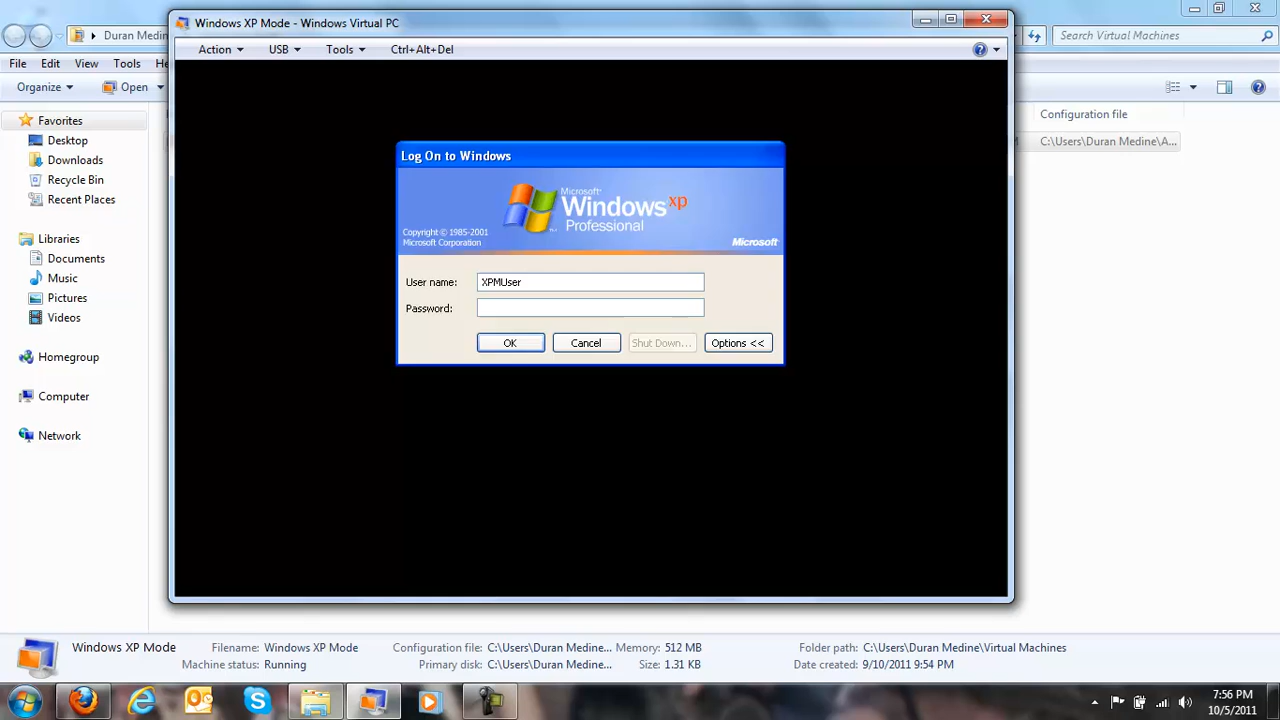 Windows XP Mode - Windows Virtual PC
Duran Medin
Search Virtual Machines
Action USB Tools Ctrl+Alt+Del
File Edit View Tools
Organize Open
Favorites
Desktop
Downloads
Recycle Bin
Recent Places
Libraries
Documents
Music
Pictures
Videos
Homegroup
Computer
Network
Configuration file
C:\Users\Duran Medine\A...
Log On to Windows
Microsoft®
Windows xp
Professional
Copyright © 1985-2001
Microsoft Corporation
Microsoft
User name: XPMUser
Password:
OK Cancel Shut Down... Options <<
Windows XP Mode Filename: Windows XP Mode Configuration file: C:\Users\Duran Medine... Memory: 512 MB Folder path: C:\Users\Duran Medine\Virtual Machines
Machine status: Running Primary disk: C:\Users\Duran Medine... Size: 1.31 KB Date created: 9/10/2011 9:54 PM
7:56 PM
10/5/2011